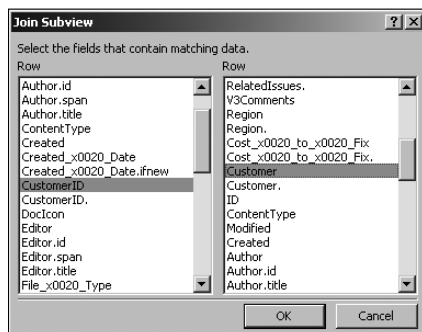 Join Subview
Select the fields that contain matching data.
Row
Author.id
Author.span
Author.title
ContentType
Created
Created_x0020_Date
Created_x0020_Date.ifnew
CustomerID
CustomerID.
DocIcon
Editor
Editor.id
Editor.span
Editor.title
File_x0020_Type
Row
RelatedIssues.
V3Comments
Region
Region.
Cost_x0020_to_x0020_Fix
Cost_x0020_to_x0020_Fix.
Customer
Customer.
ID
ContentType
Modified
Created
Author
Author.id
Author.title
OK
Cancel